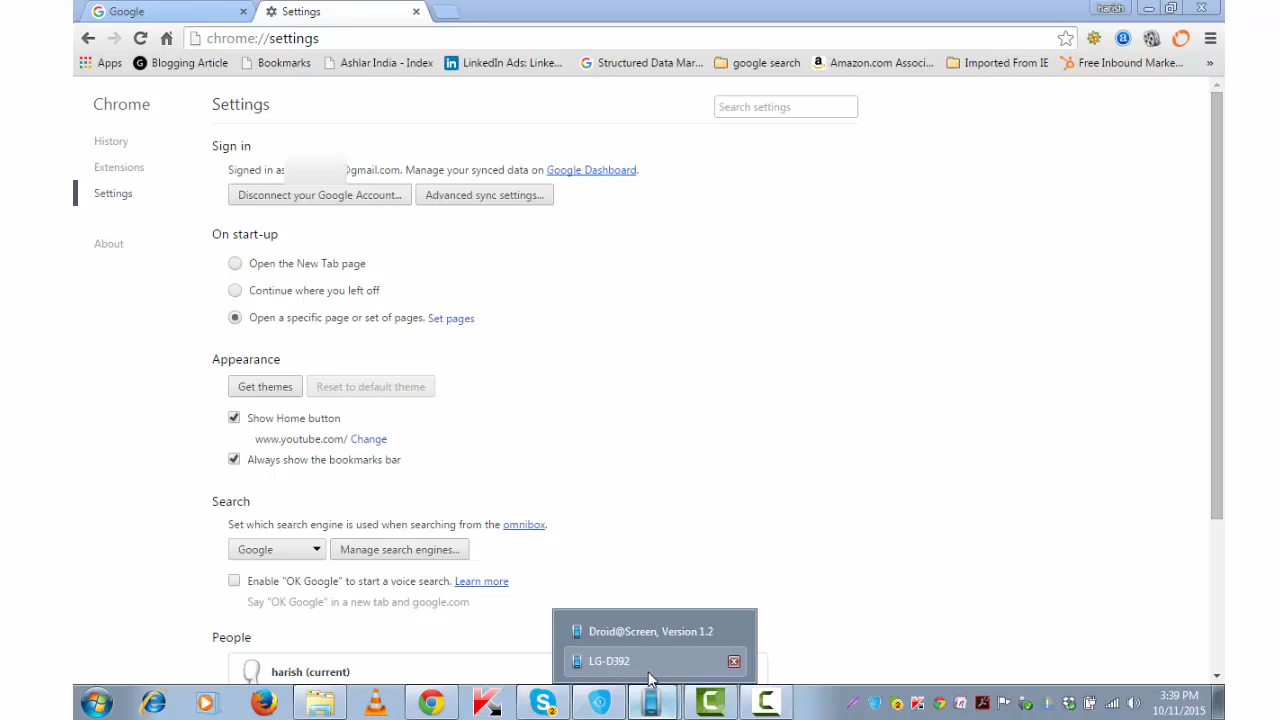 Google
Settings
harish
chrome://settings
Apps
Blogging Article
Bookmarks
Ashlar India - Index
LinkedIn Ads: Linke...
Structured Data Mar...
google search
Amazon.com Associ...
Imported From IE
Free Inbound Marke...
»
Chrome
Settings
Search settings
History
Extensions
Settings
About
Sign in
Signed in as @gmail.com. Manage your synced data on Google Dashboard.
Disconnect your Google Account...
Advanced sync settings...
On start-up
Open the New Tab page
Continue where you left off
Open a specific page or set of pages. Set pages
Appearance
Get themes
Reset to default theme
Show Home button
www.youtube.com/ Change
Always show the bookmarks bar
Search
Set which search engine is used when searching from the omnibox.
Google
Manage search engines...
Enable "OK Google" to start a voice search. Learn more
Say "OK Google" in a new tab and google.com
People
harish (current)
Droid@Screen, Version 1.2
LG-D392
3:39 PM
10/11/2015